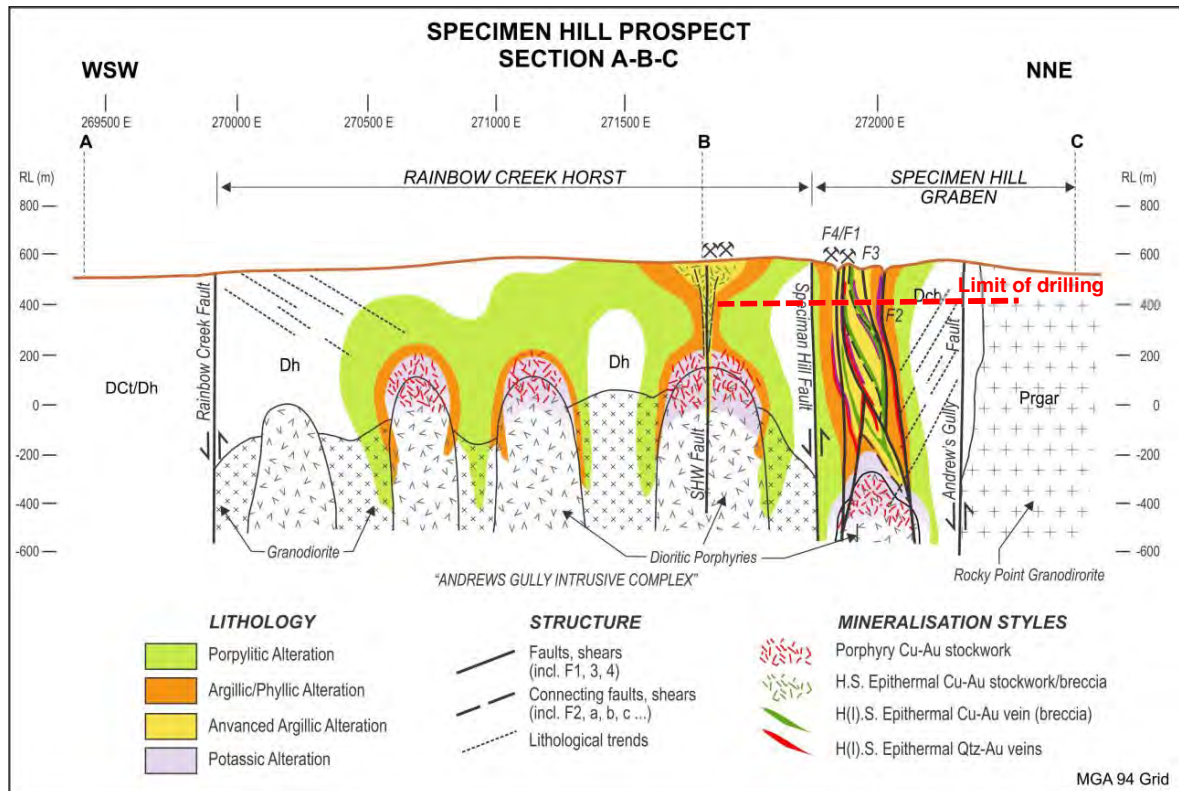 SPECIMEN HILL PROSPECT
SECTION A-B-C
WSW
NNE
269500 E
270000 E
270500 E
271000 E
271500 E
272000 E
A
B
C
RL (m)
RAINBOW CREEK HORST
SPECIMEN HILL
GRABEN
RL (m)
800
800
F4/F1
F3
600
600
Limit of drilling
400
400
Dcb
F2
200
200
0
0
-200
-200
-400
-400
-600
-600
DCt/Dh
Rainbow Creek Fault
Dh
Dh
SHW Fault
Speciman Hill Fault
Andrew's Gully Fault
Prgar
Granodiorite
Dioritic Porphyries
Rocky Point Granodirorite
"ANDREWS GULLY INTRUSIVE COMPLEX"
LITHOLOGY
Porpylitic Alteration
Argillic/Phyllic Alteration
Anvanced Argillic Alteration
Potassic Alteration
STRUCTURE
Faults, shears
(incl. F1, 3, 4)
Connecting faults, shears
(incl. F2, a, b, c ...)
Lithological trends
MINERALISATION STYLES
Porphyry Cu-Au stockwork
H.S. Epithermal Cu-Au stockwork/breccia
H(I).S. Epithermal Cu-Au vein (breccia)
H(I).S. Epithermal Qtz-Au veins
MGA 94 Grid